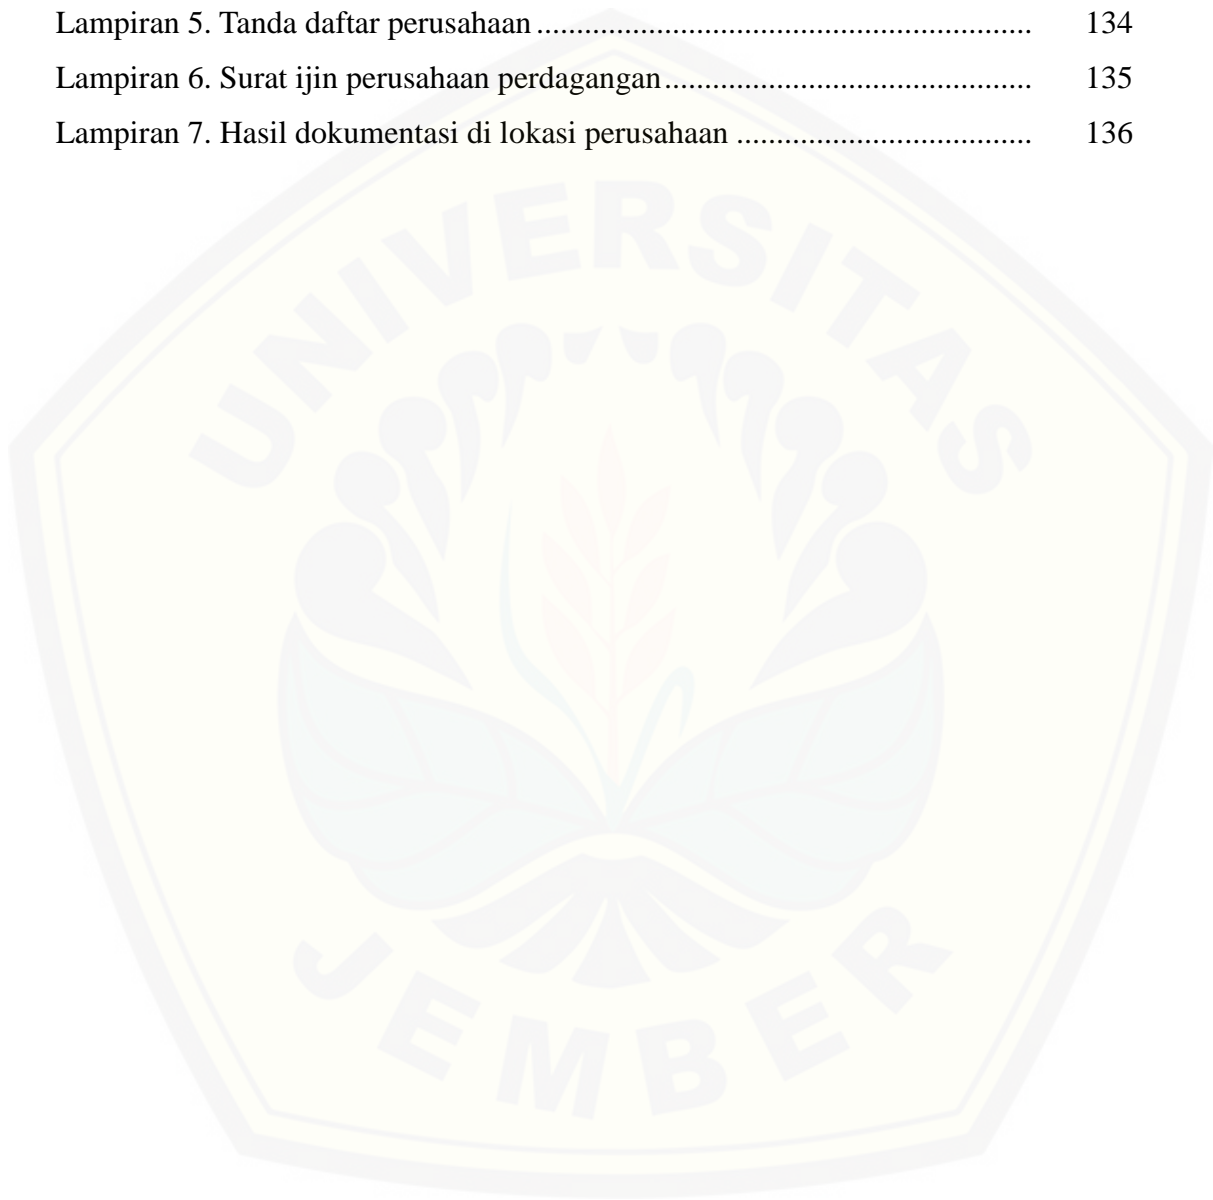 Lampiran 5. Tanda daftar perusahaan ............................................................... 134
Lampiran 6. Surat ijin perusahaan perdagangan .............................................. 135
Lampiran 7. Hasil dokumentasi di lokasi perusahaan ..................................... 136
UNIVERSITAS
JEMBER